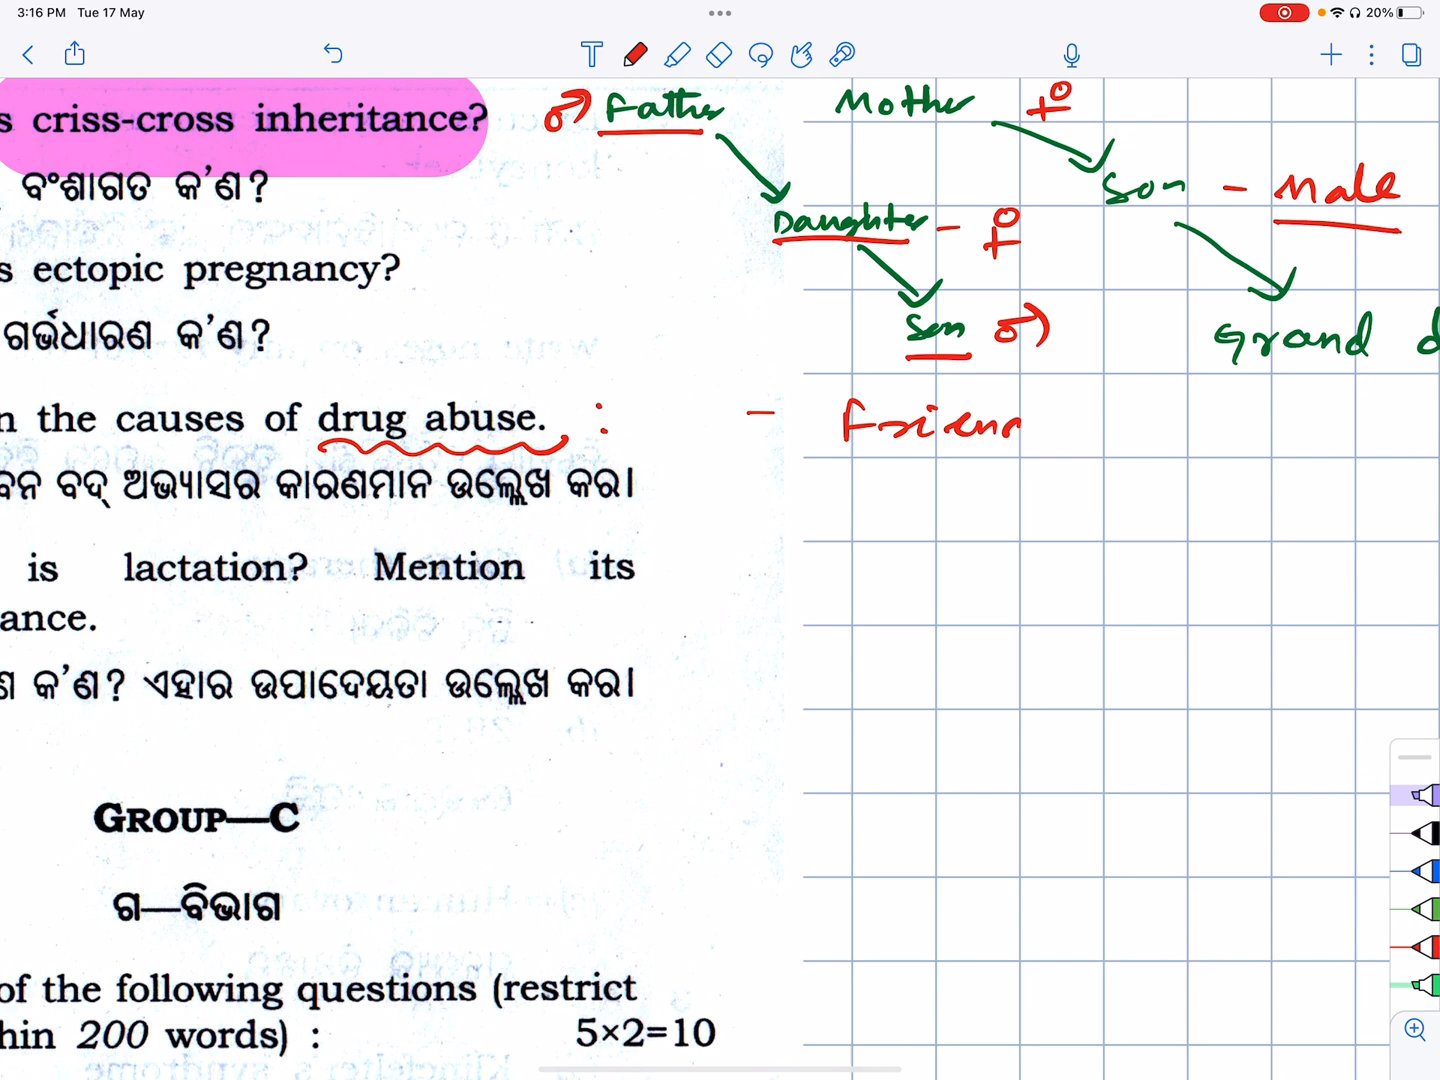 3:16 PM Tue 17 May
20%
s criss-cross inheritance?
ବଂଶାଗତ କ'ଣ?
s ectopic pregnancy?
ଗର୍ଭଧାରଣ କ'ଣ?
n the causes of drug abuse. :
ବନ ବଦ୍ ଅଭ୍ୟାସର କାରଣମାନ ଉଲ୍ଲେଖ କର।
is lactation? Mention its
ance.
ଣ କ'ଣ? ଏହାର ଉପାଦେୟତା ଉଲ୍ଲେଖ କର।
GROUP—C
ଗ—ବିଭାଗ
of the following questions (restrict
hin 200 words) : 5×2=10
♂ Father
Mother ♀
Daughter - ♀
Son - Male
Son ♂
Grand d
- Frien